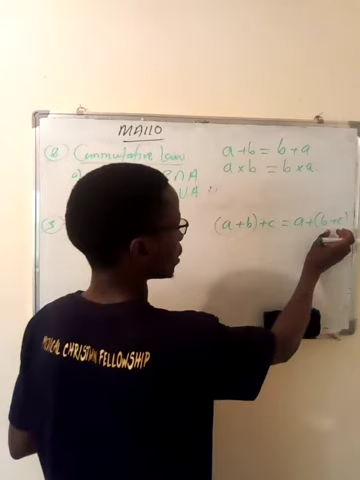 MA110
(2) Commutative Law a + b = b + a
a) B ∩ A a × b = b × a.
∪ A
(3) (a + b) + c = a + (b + c)
CHRISTIAN FELLOWSHIP